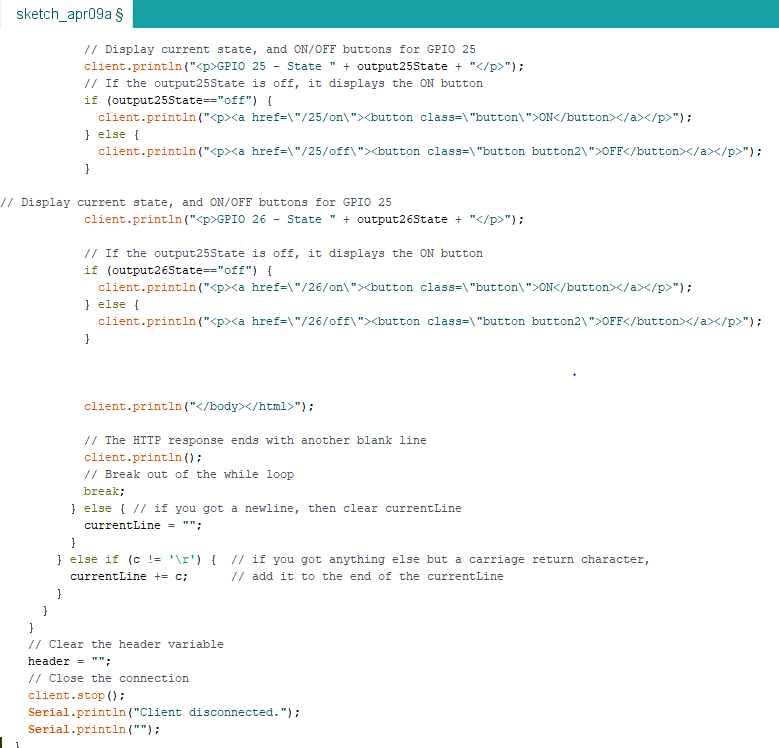 sketch_apr09a §
// Display current state, and ON/OFF buttons for GPIO 25
client.println("<p>GPIO 25 - State " + output25State + "</p>");
// If the output25State is off, it displays the ON button
if (output25State=="off") {
client.println("<p><a href=\"/25/on\"><button class=\"button\">ON</button></a></p>");
} else {
client.println("<p><a href=\"/25/off\"><button class=\"button button2\">OFF</button></a></p>");
}
// Display current state, and ON/OFF buttons for GPIO 25
client.println("<p>GPIO 26 - State " + output26State + "</p>");
// If the output25State is off, it displays the ON button
if (output26State=="off") {
client.println("<p><a href=\"/26/on\"><button class=\"button\">ON</button></a></p>");
} else {
client.println("<p><a href=\"/26/off\"><button class=\"button button2\">OFF</button></a></p>");
}
client.println("</body></html>");
// The HTTP response ends with another blank line
client.println();
// Break out of the while loop
break;
} else { // if you got a newline, then clear currentLine
currentLine = "";
}
} else if (c != '\r') {  // if you got anything else but a carriage return character,
currentLine += c;      // add it to the end of the currentLine
}
}
}
// Clear the header variable
header = "";
// Close the connection
client.stop();
Serial.println("Client disconnected.");
Serial.println("");
}